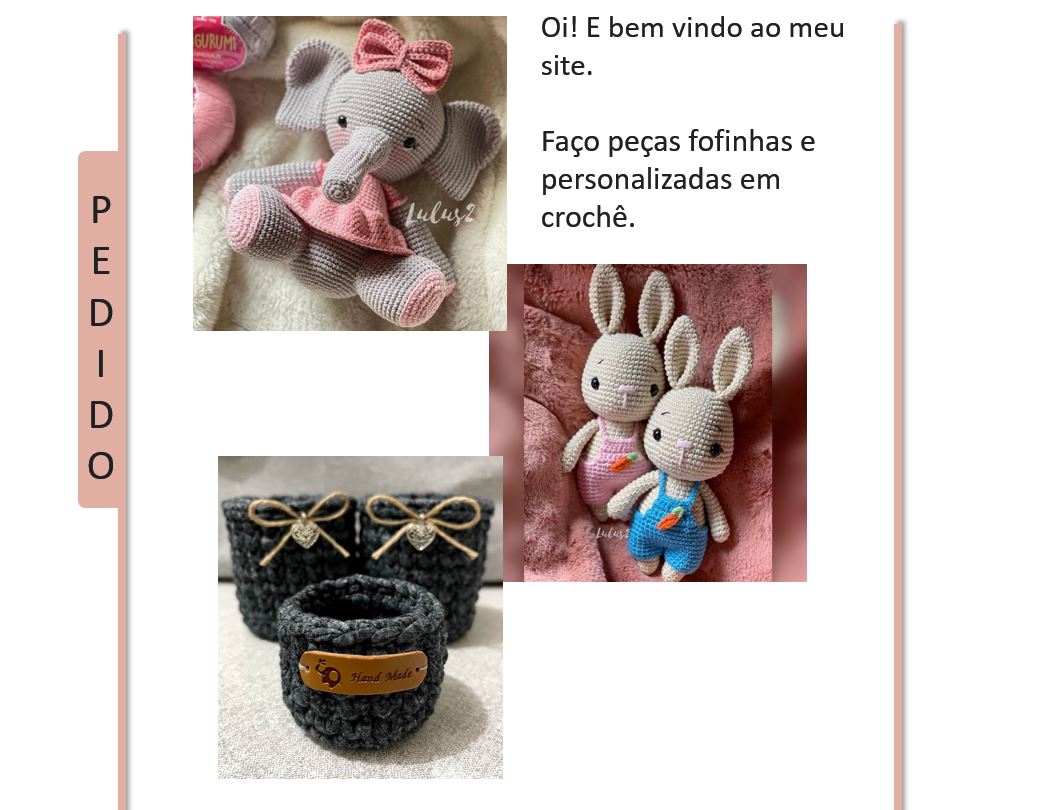 GURUMI
Oi! E bem vindo ao meu
site.
Faço peças fofinhas e
personalizadas em
crochê.
Lulus2
P
E
D
I
D
O
Lulus2
Hand Made